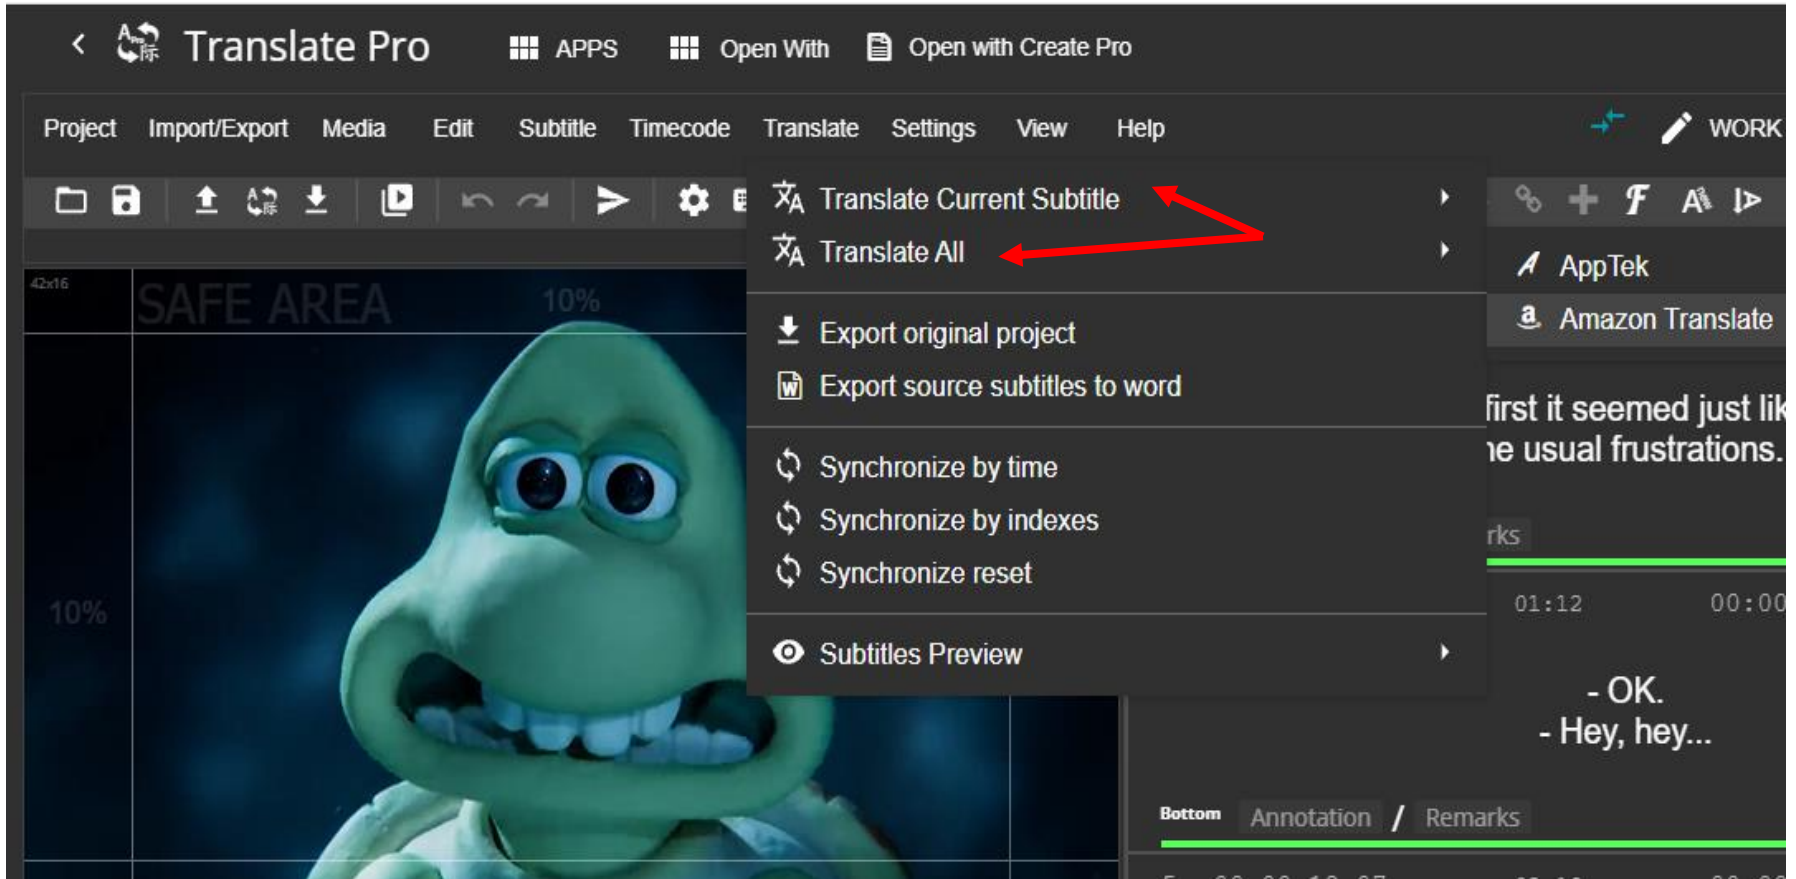 Translate Pro APPS Open With Open with Create Pro
Project Import/Export Media Edit Subtitle Timecode Translate Settings View Help WORK
Translate Current Subtitle
Translate All
Export original project
Export source subtitles to word
Synchronize by time
Synchronize by indexes
Synchronize reset
Subtitles Preview
AppTek
Amazon Translate
42x16
SAFE AREA 10%
10%
first it seemed just lik
he usual frustrations.
rks
01:12 00:00
- OK.
- Hey, hey...
Bottom Annotation / Remarks